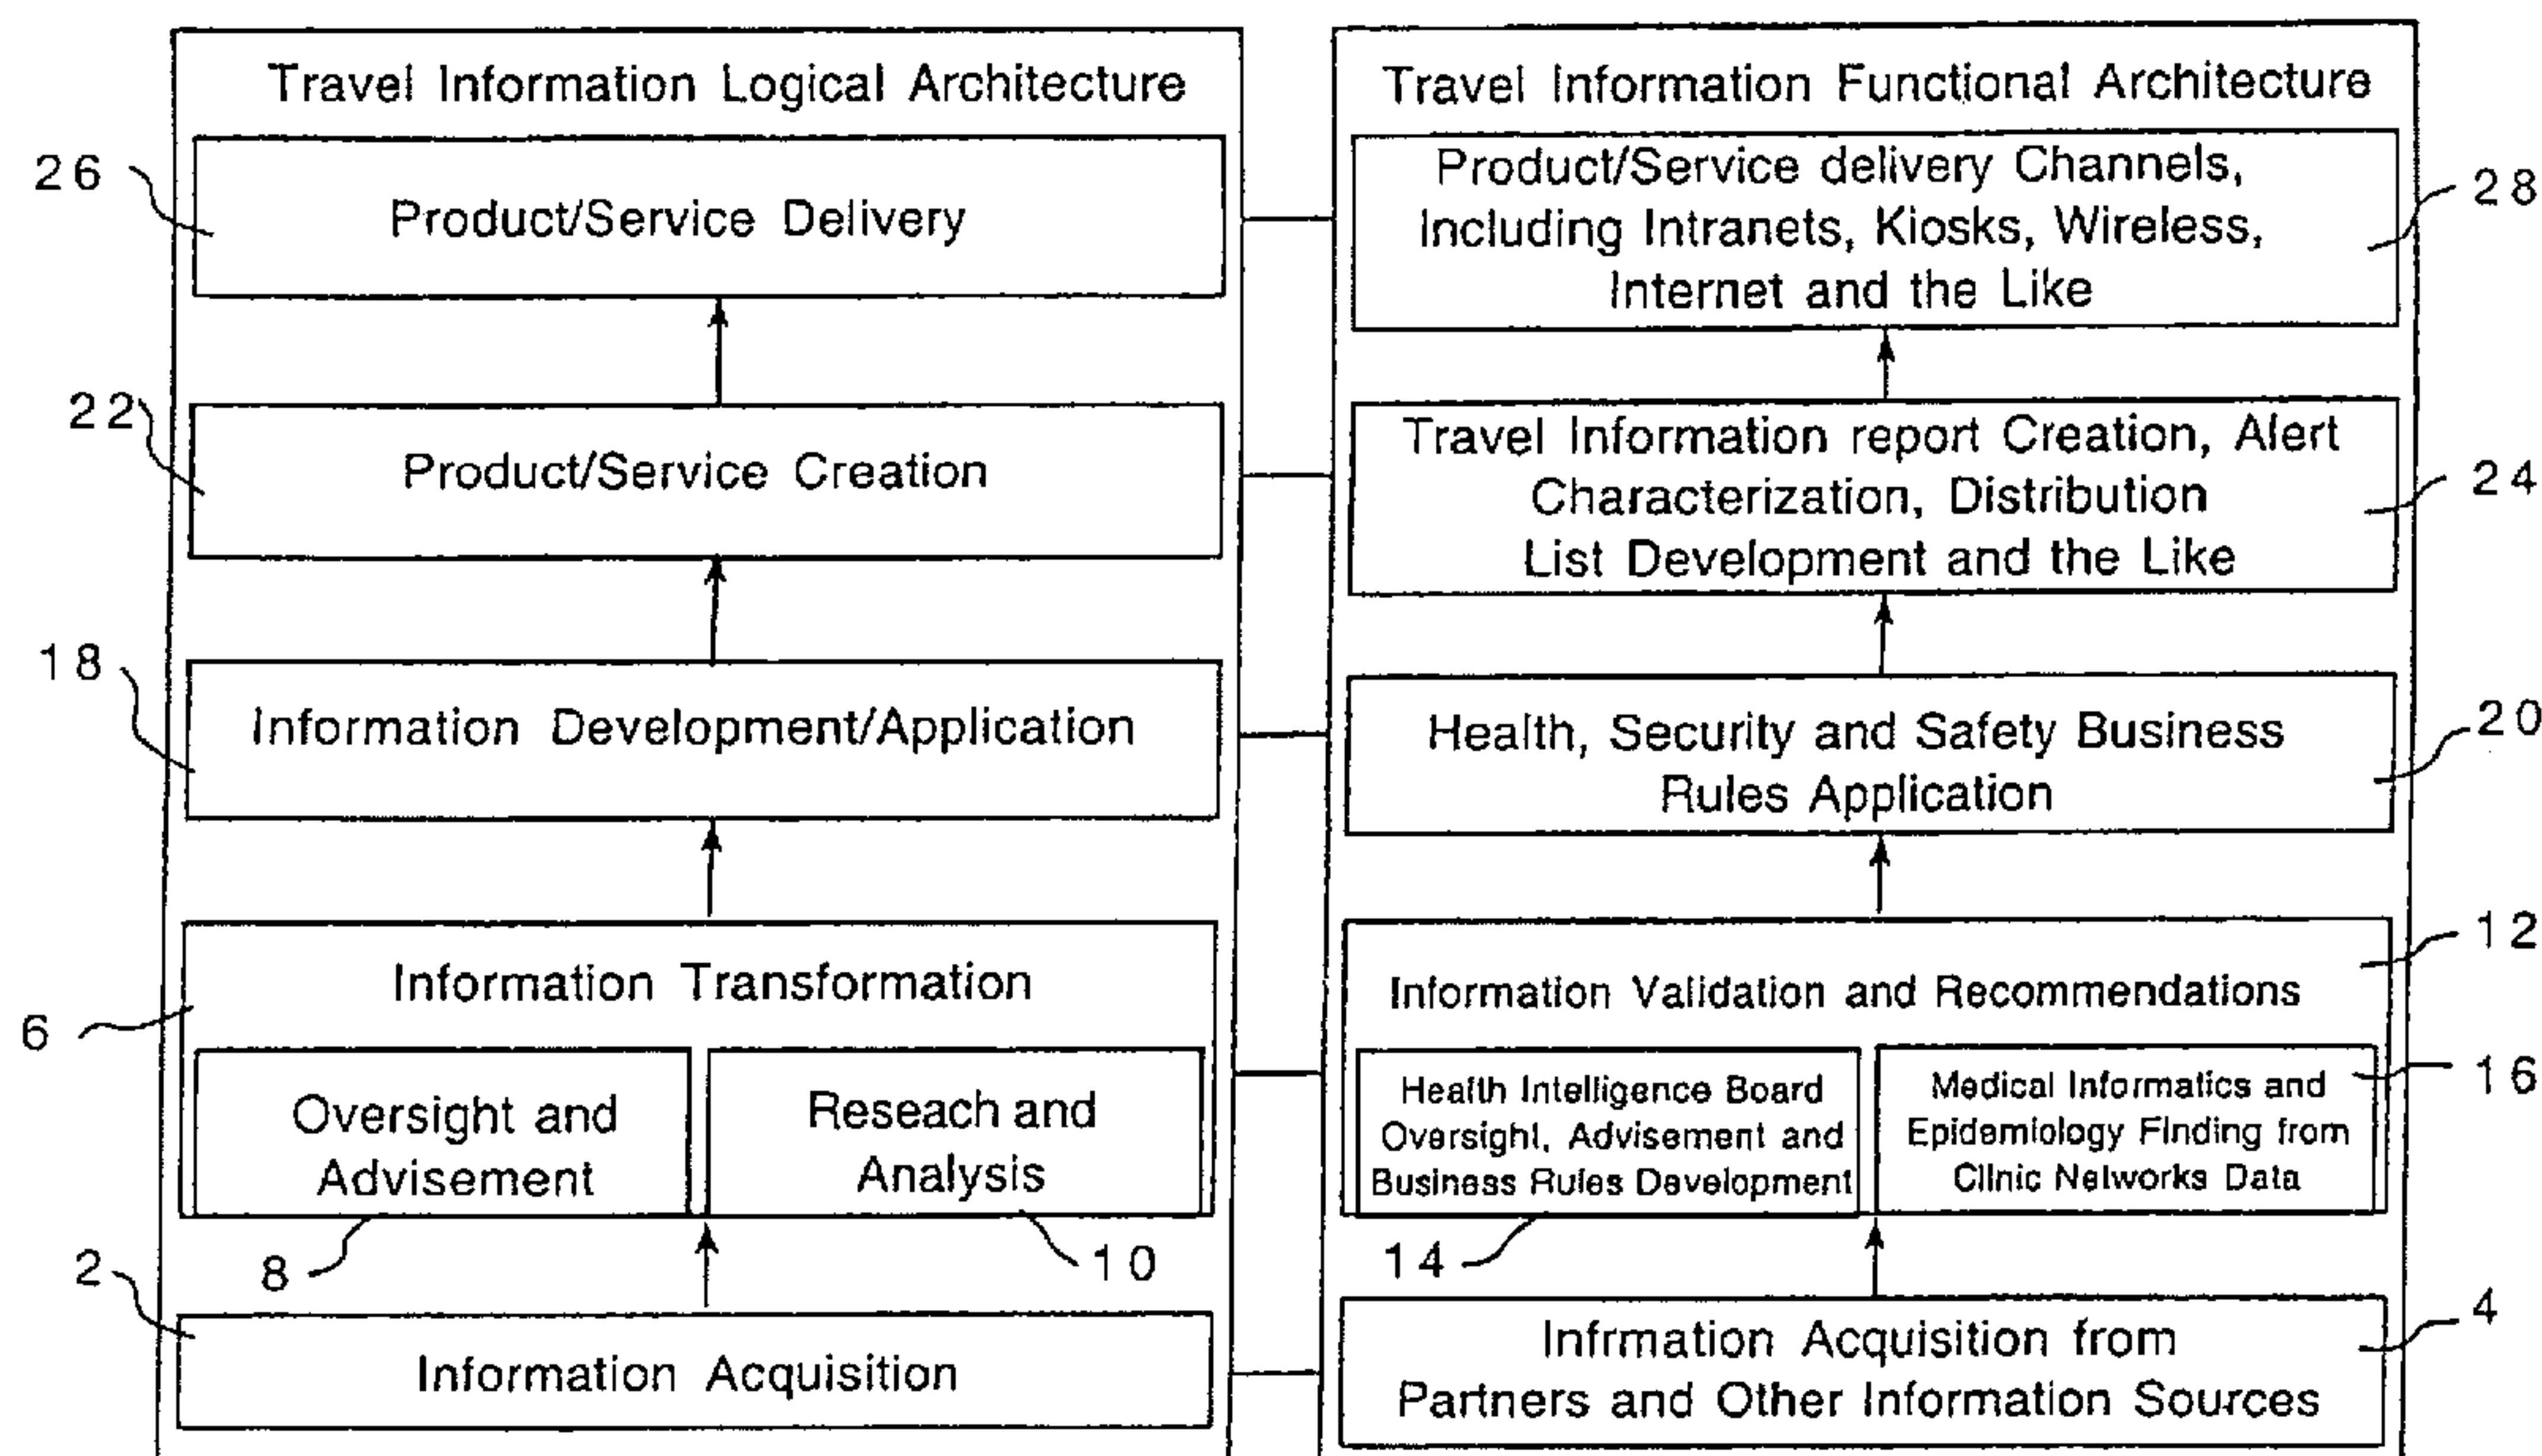 Travel Information Logical Architecture
26
Product/Service Delivery
22
Product/Service Creation
18
Information Development/Application
Information Transformation
6
Oversight and
Advisement
Reseach and
Analysis
8
10
2
Information Acquisition
Travel Information Functional Architecture
Product/Service delivery Channels,
Including Intranets, Kiosks, Wireless,
Internet and the Like
28
Travel Information report Creation, Alert
Characterization, Distribution
List Development and the Like
24
Health, Security and Safety Business
Rules Application
20
12
Information Validation and Recommendations
Health Intelligence Board
Oversight, Advisement and
Business Rules Development
Medical Informatics and
Epidemiology Finding from
Clinic Networks Data
16
14
4
Infrmation Acquisition from
Partners and Other Information Sources